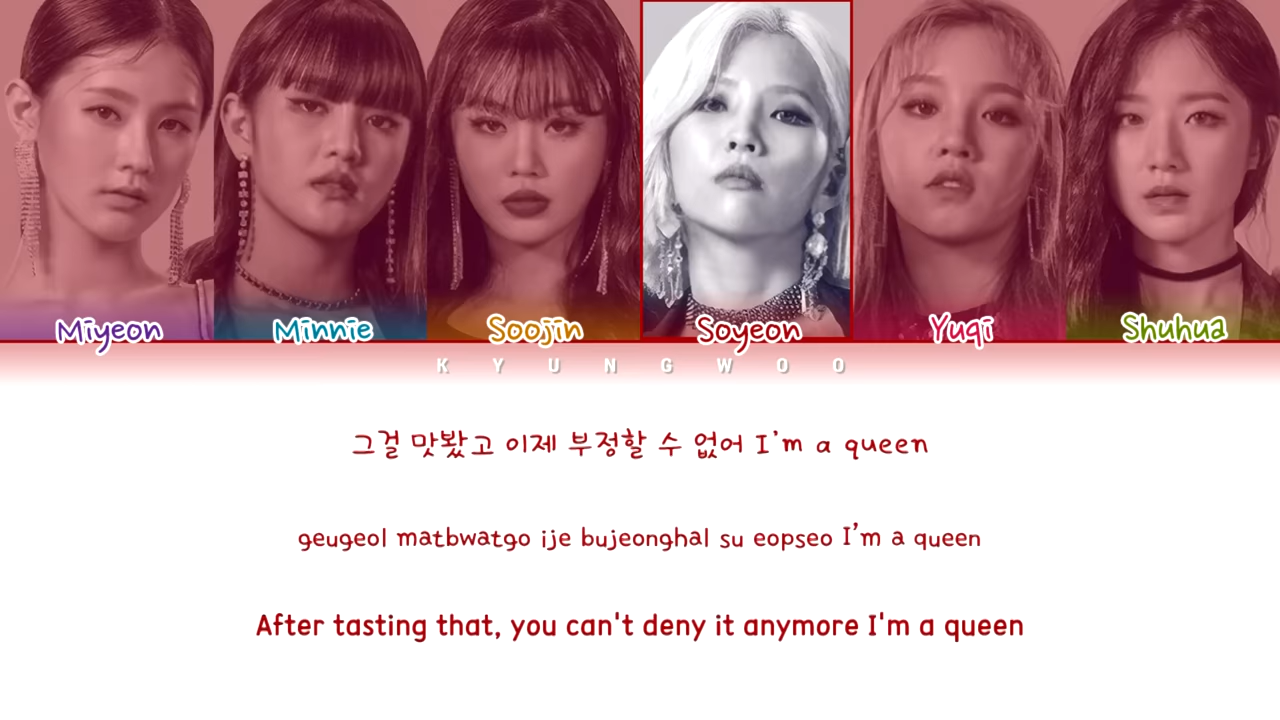 Miyeon Minnie Soojin Soyeon Yuqi Shuhua
KYUNGWOO
그걸 맛봤고 이제 부정할 수 없어 I'm a queen
geugeol matbwatgo ije bujeonghal su eopseo I'm a queen
After tasting that, you can't deny it anymore I'm a queen